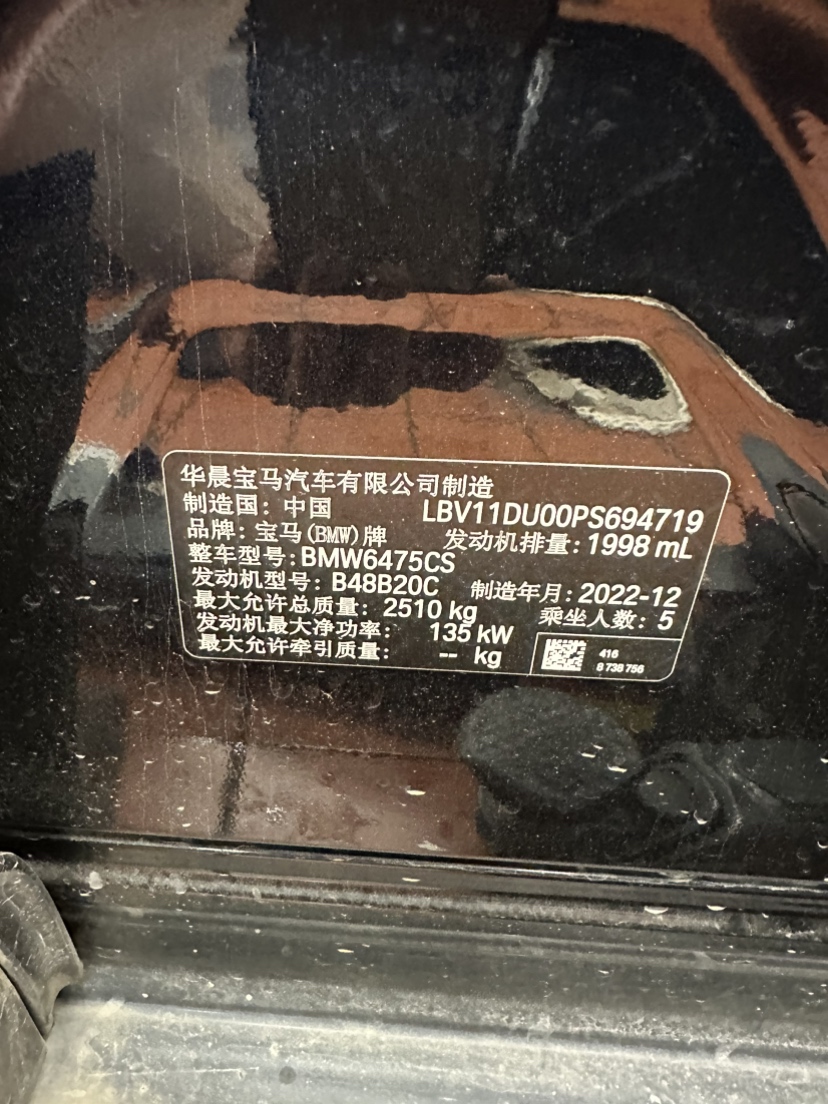 华晨宝马汽车有限公司制造
制造国：中国 LBV11DU00PS694719
品牌：宝马(BMW)牌 发动机排量：1998 mL
整车型号：BMW6475CS
发动机型号：B48B20C 制造年月：2022-12
最大允许总质量：2510 kg 乘坐人数：5
发动机最大净功率：135 kW
最大允许牵引质量：-- kg
416
8 738 756